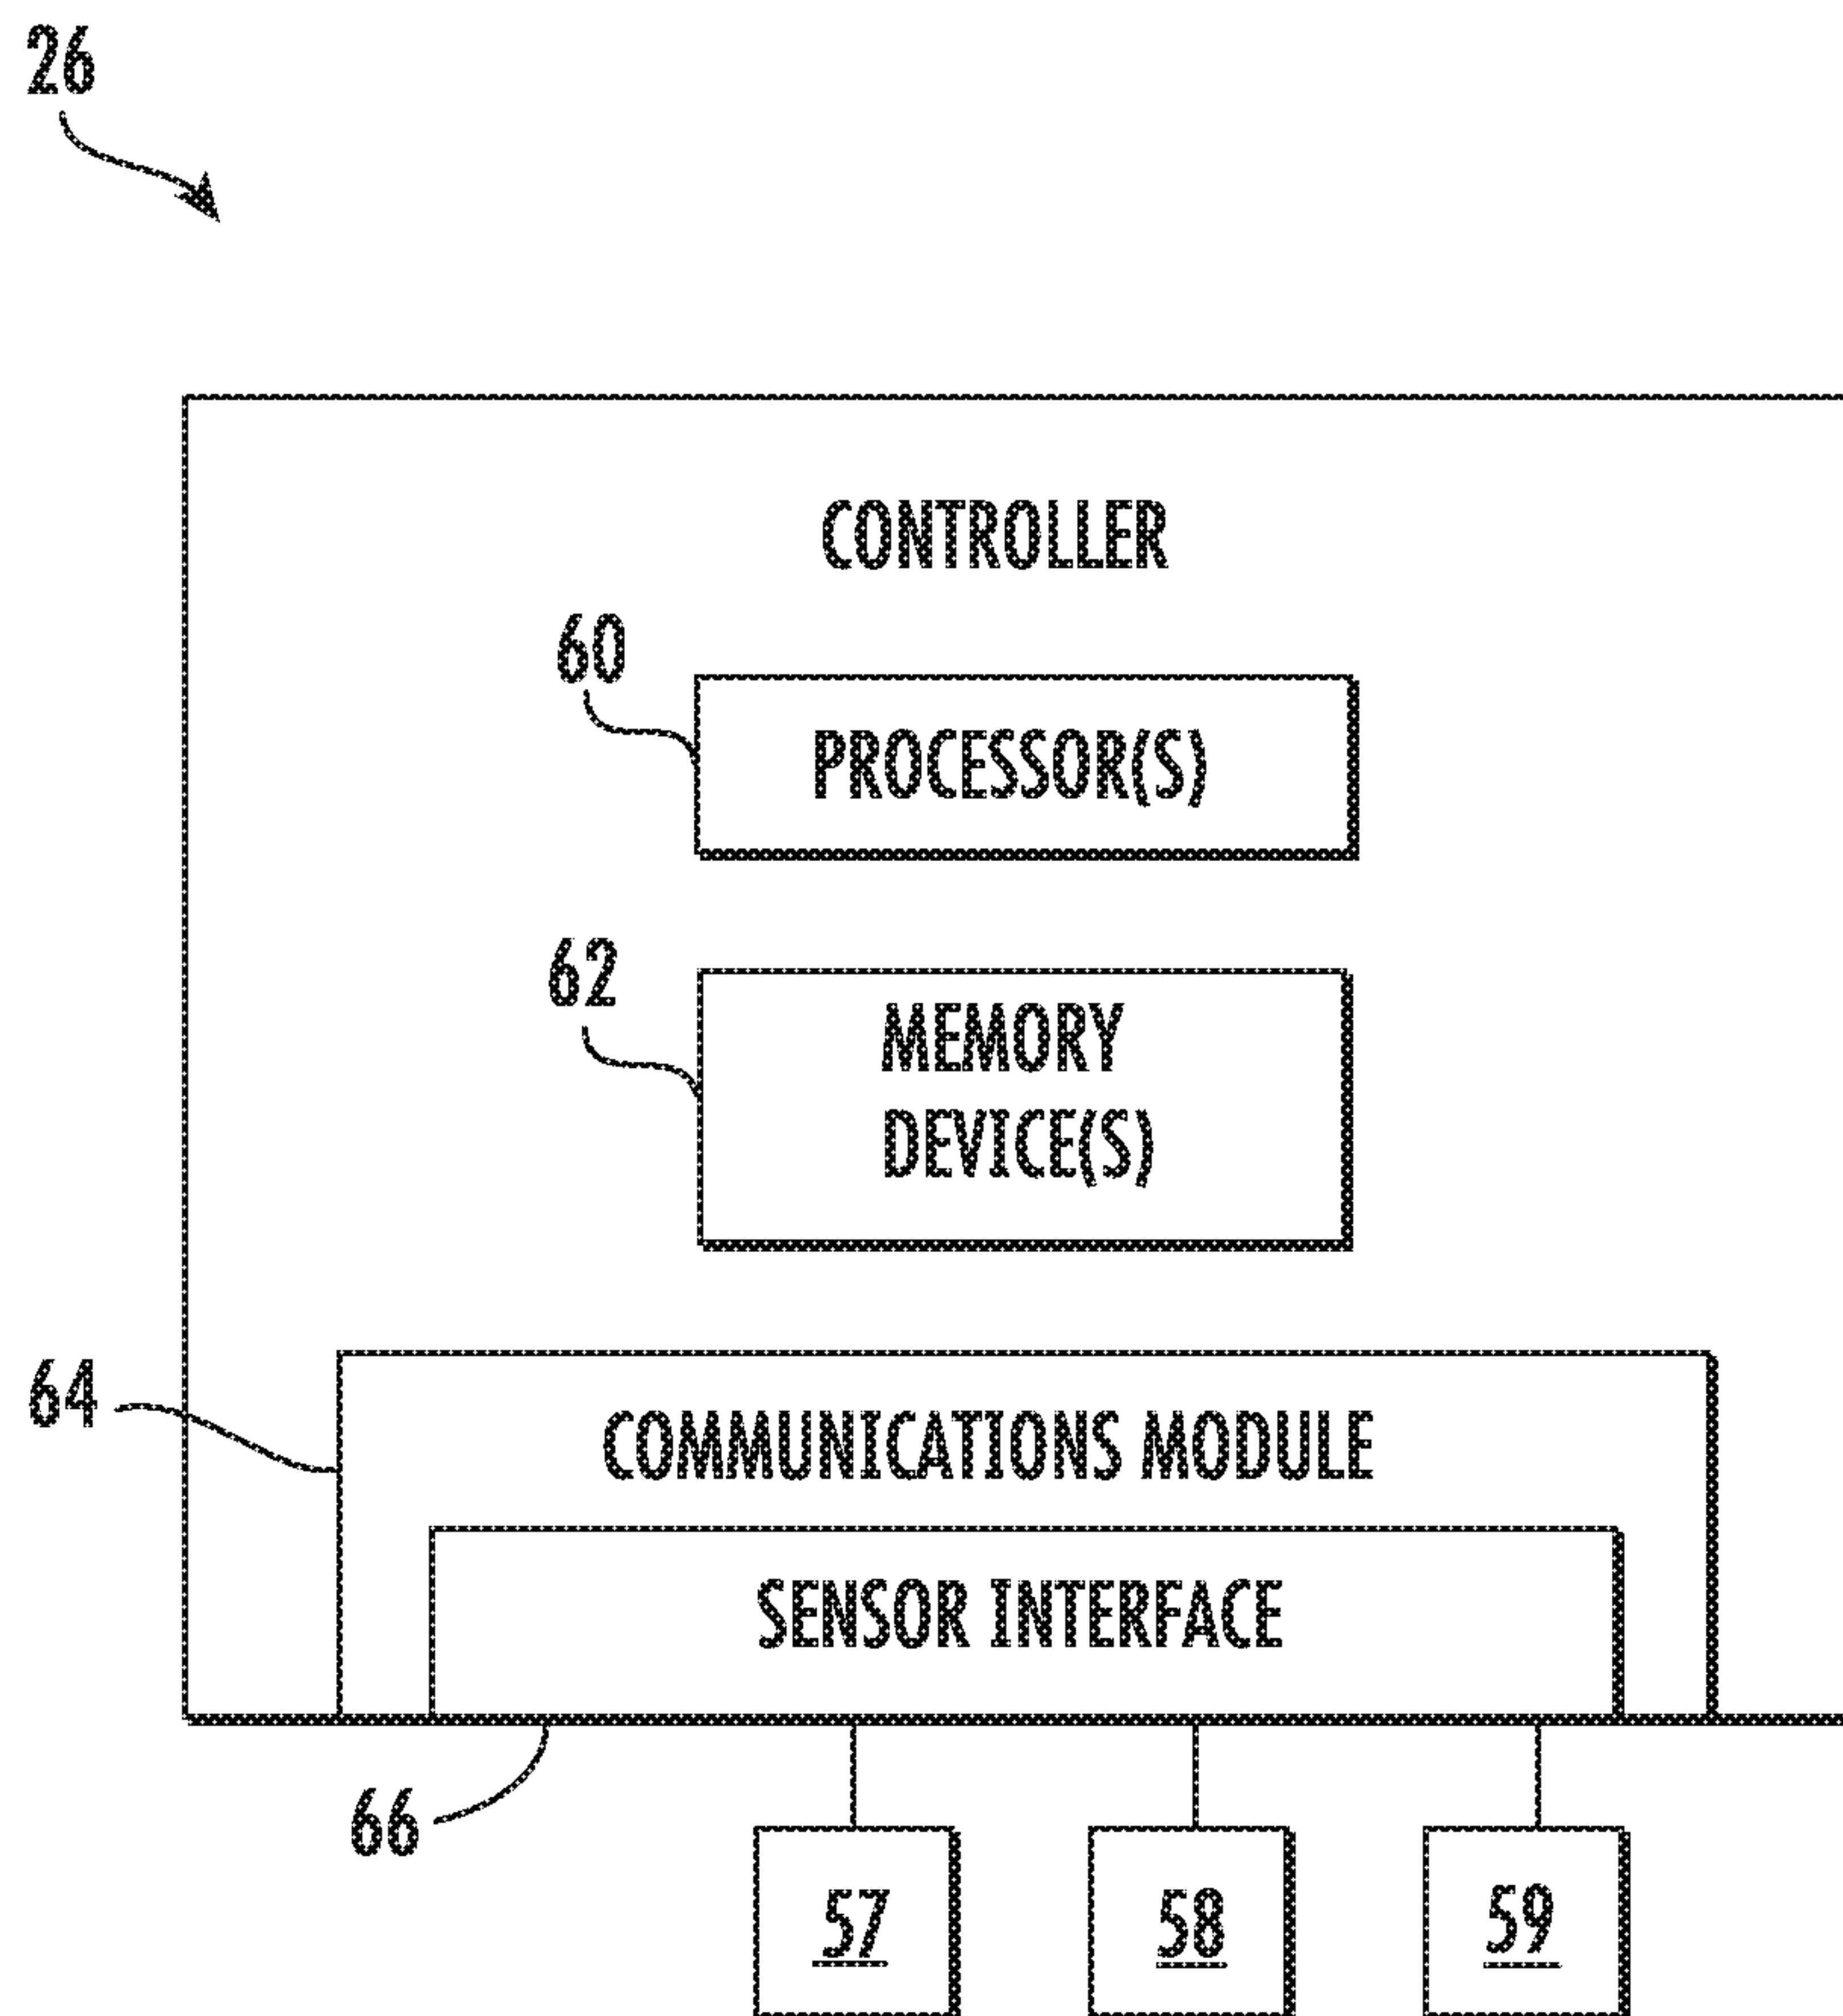 26
CONTROLLER
60
PROCESSOR(S)
62
MEMORY
DEVICE(S)
64
COMMUNICATIONS MODULE
SENSOR INTERFACE
66
57
58
59